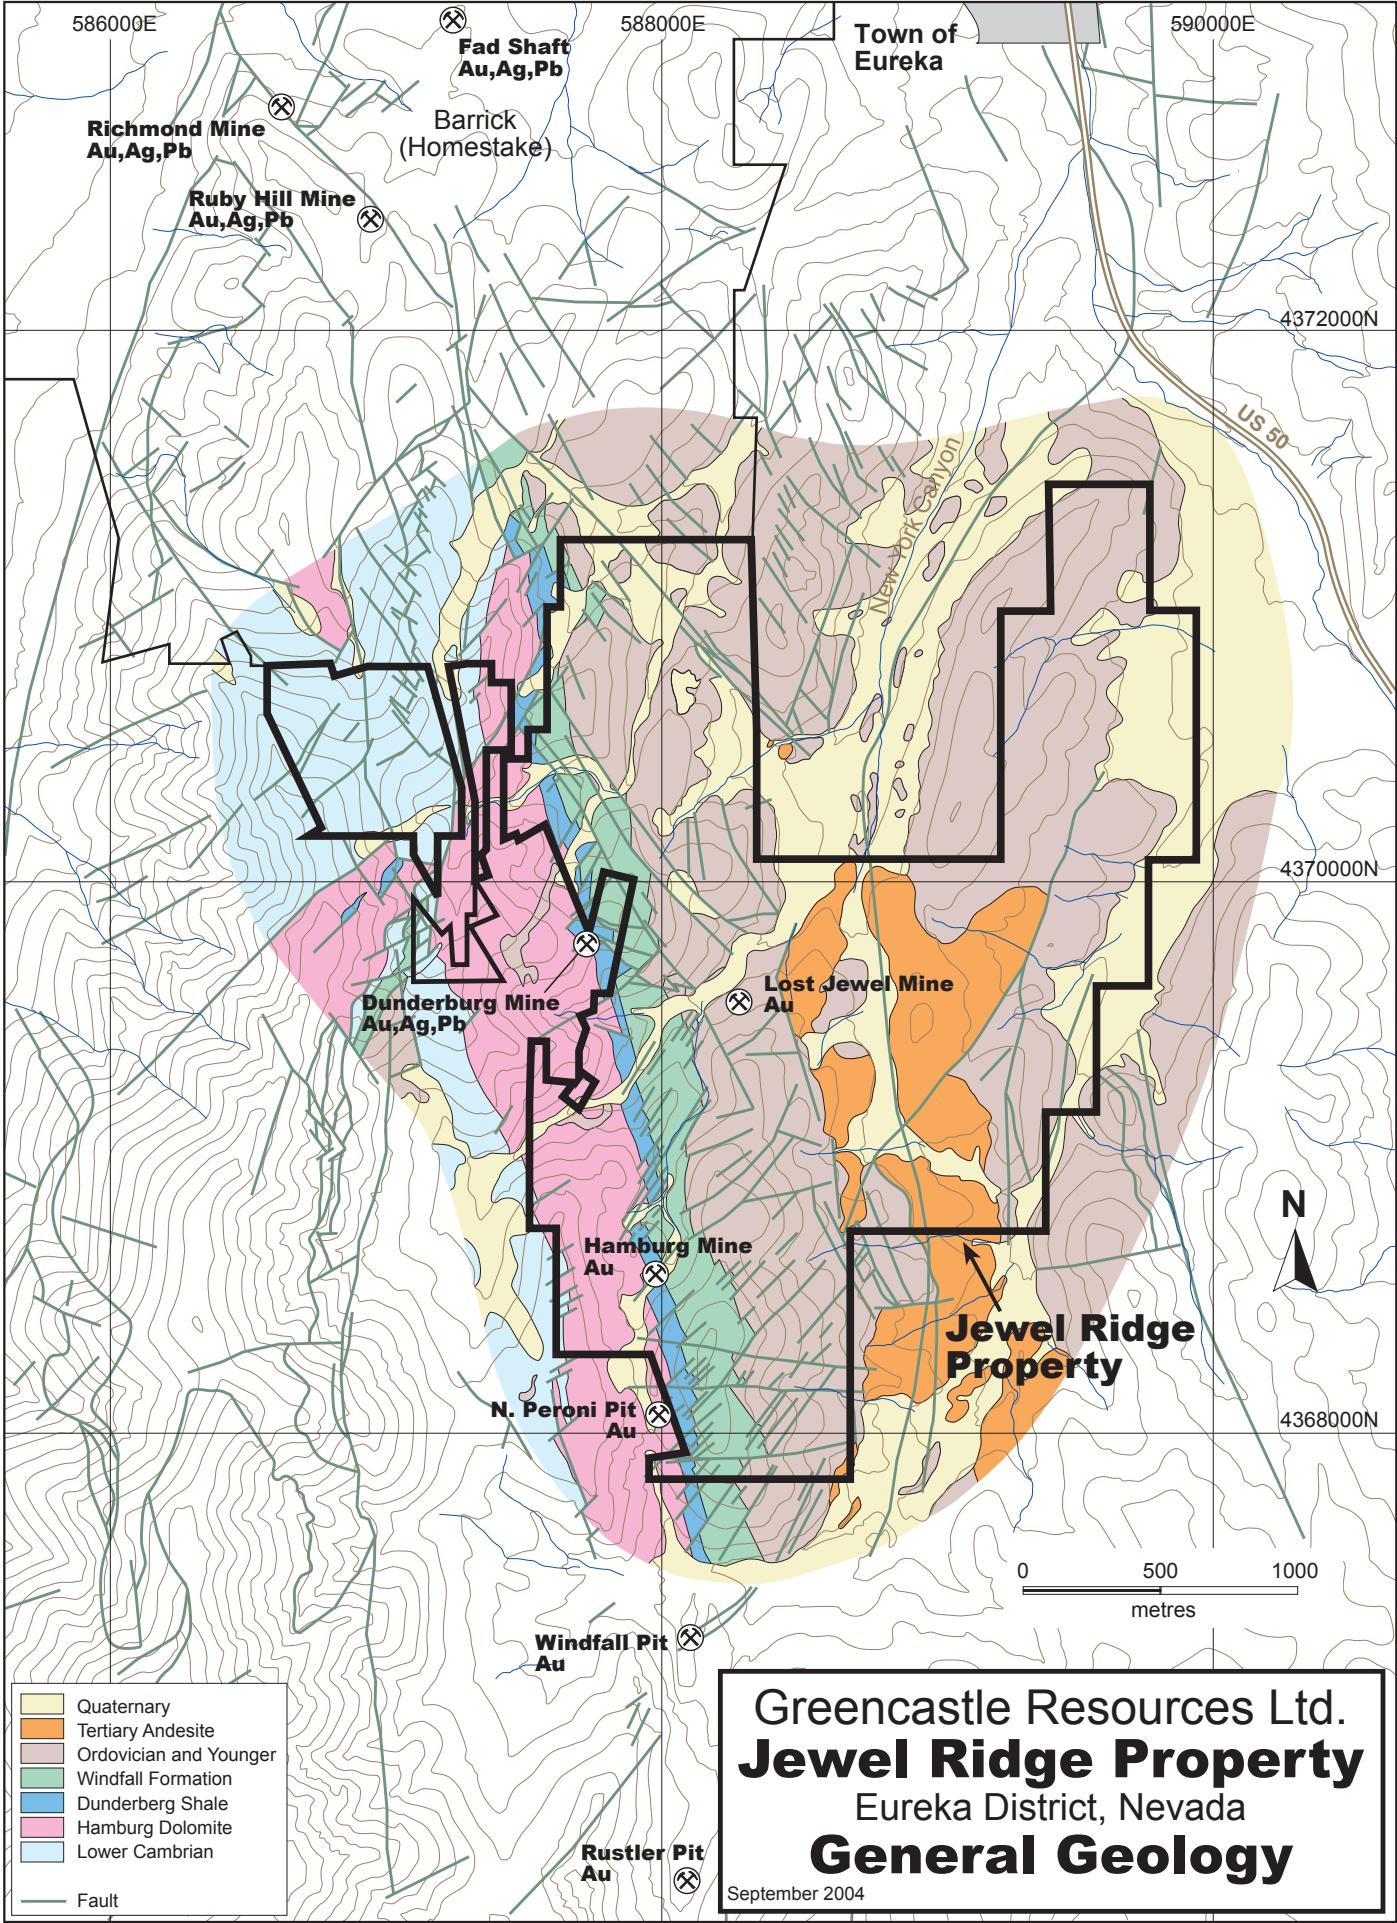 586000E
588000E
590000E
Fad Shaft
Au,Ag,Pb
Town of
Eureka
Richmond Mine
Au,Ag,Pb
Barrick
(Homestake)
Ruby Hill Mine
Au,Ag,Pb
4372000N
US 50
New York Canyon
4370000N
Lost Jewel Mine
Au
Dunderburg Mine
Au,Ag,Pb
N
Hamburg Mine
Au
Jewel Ridge
Property
N. Peroni Pit
Au
4368000N
0 500 1000
metres
Windfall Pit
Au
Quaternary
Tertiary Andesite
Ordovician and Younger
Windfall Formation
Dunderberg Shale
Hamburg Dolomite
Lower Cambrian
Fault
Rustler Pit
Au
Greencastle Resources Ltd.
Jewel Ridge Property
Eureka District, Nevada
General Geology
September 2004